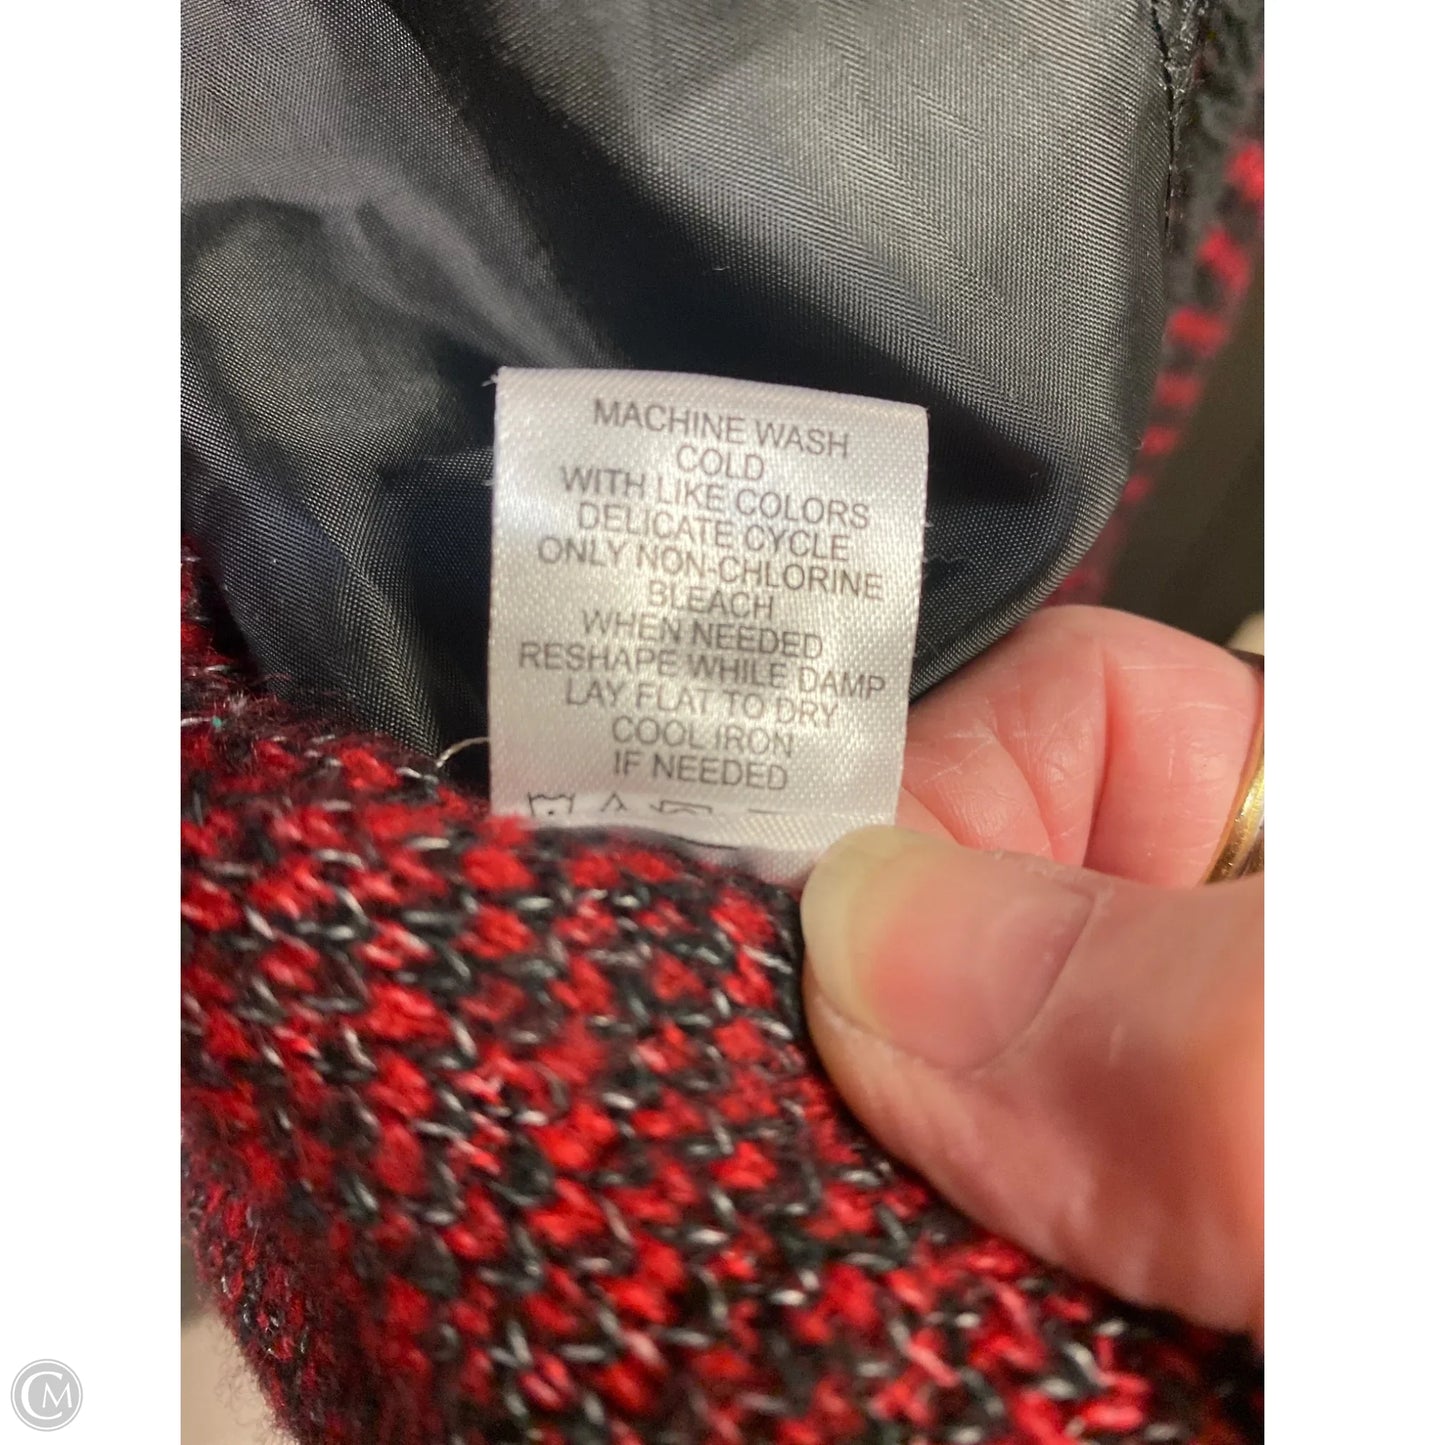 MACHINE WASH
COLD
WITH LIKE COLORS
DELICATE CYCLE
ONLY NON-CHLORINE
BLEACH
WHEN NEEDED
RESHAPE WHILE DAMP
LAY FLAT TO DRY
COOL IRON
IF NEEDED
CM